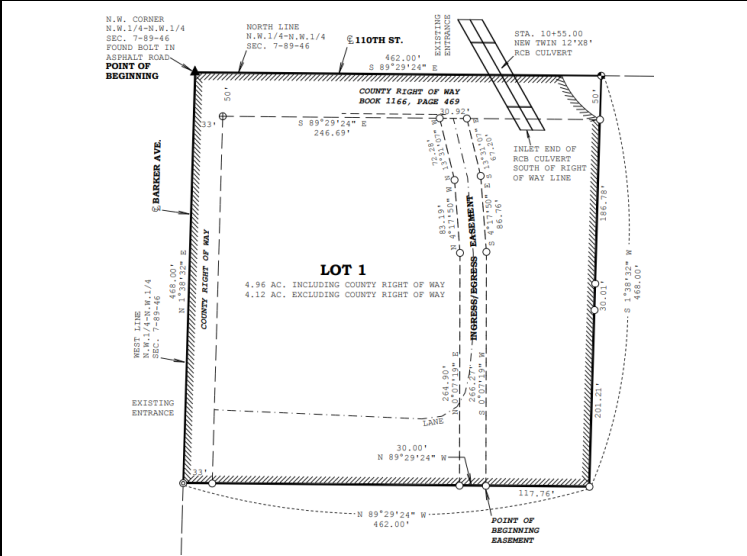 N.W. CORNER
N.W.1/4-N.W.1/4
SEC. 7-89-46
FOUND BOLT IN
ASPHALT ROAD
POINT OF
BEGINNING
NORTH LINE
N.W.1/4-N.W.1/4
SEC. 7-89-46
℄ 110TH ST.
462.00'
S 89°29'24" E
EXISTING
ENTRANCE
STA. 10+55.00
NEW TWIN 12'X8'
RCB CULVERT
COUNTY RIGHT OF WAY
BOOK 1166, PAGE 469
50'
33'
S 89°29'24" E
246.69'
30.92'
50'
INLET END OF
RCB CULVERT
SOUTH OF RIGHT
OF WAY LINE
72.28'
S 13°31'07" E
S 13°31'07" E
67.20'
83.19'
N 4°17'50" W
S 4°17'50" E
86.76'
INGRESS/EGRESS EASEMENT
186.78'
30.01'
201.21'
S 1°38'32" W
468.00'
℄ BARKER AVE.
COUNTY RIGHT OF WAY
N 1°38'32" E
468.00'
WEST LINE
N.W.1/4-N.W.1/4
SEC. 7-89-46
LOT 1
4.96 AC. INCLUDING COUNTY RIGHT OF WAY
4.12 AC. EXCLUDING COUNTY RIGHT OF WAY
264.90'
N 0°07'19" E
266.27'
S 0°07'19" W
EXISTING
ENTRANCE
LANE
30.00'
N 89°29'24" W
33'
117.76'
N 89°29'24" W
462.00'
POINT OF
BEGINNING
EASEMENT